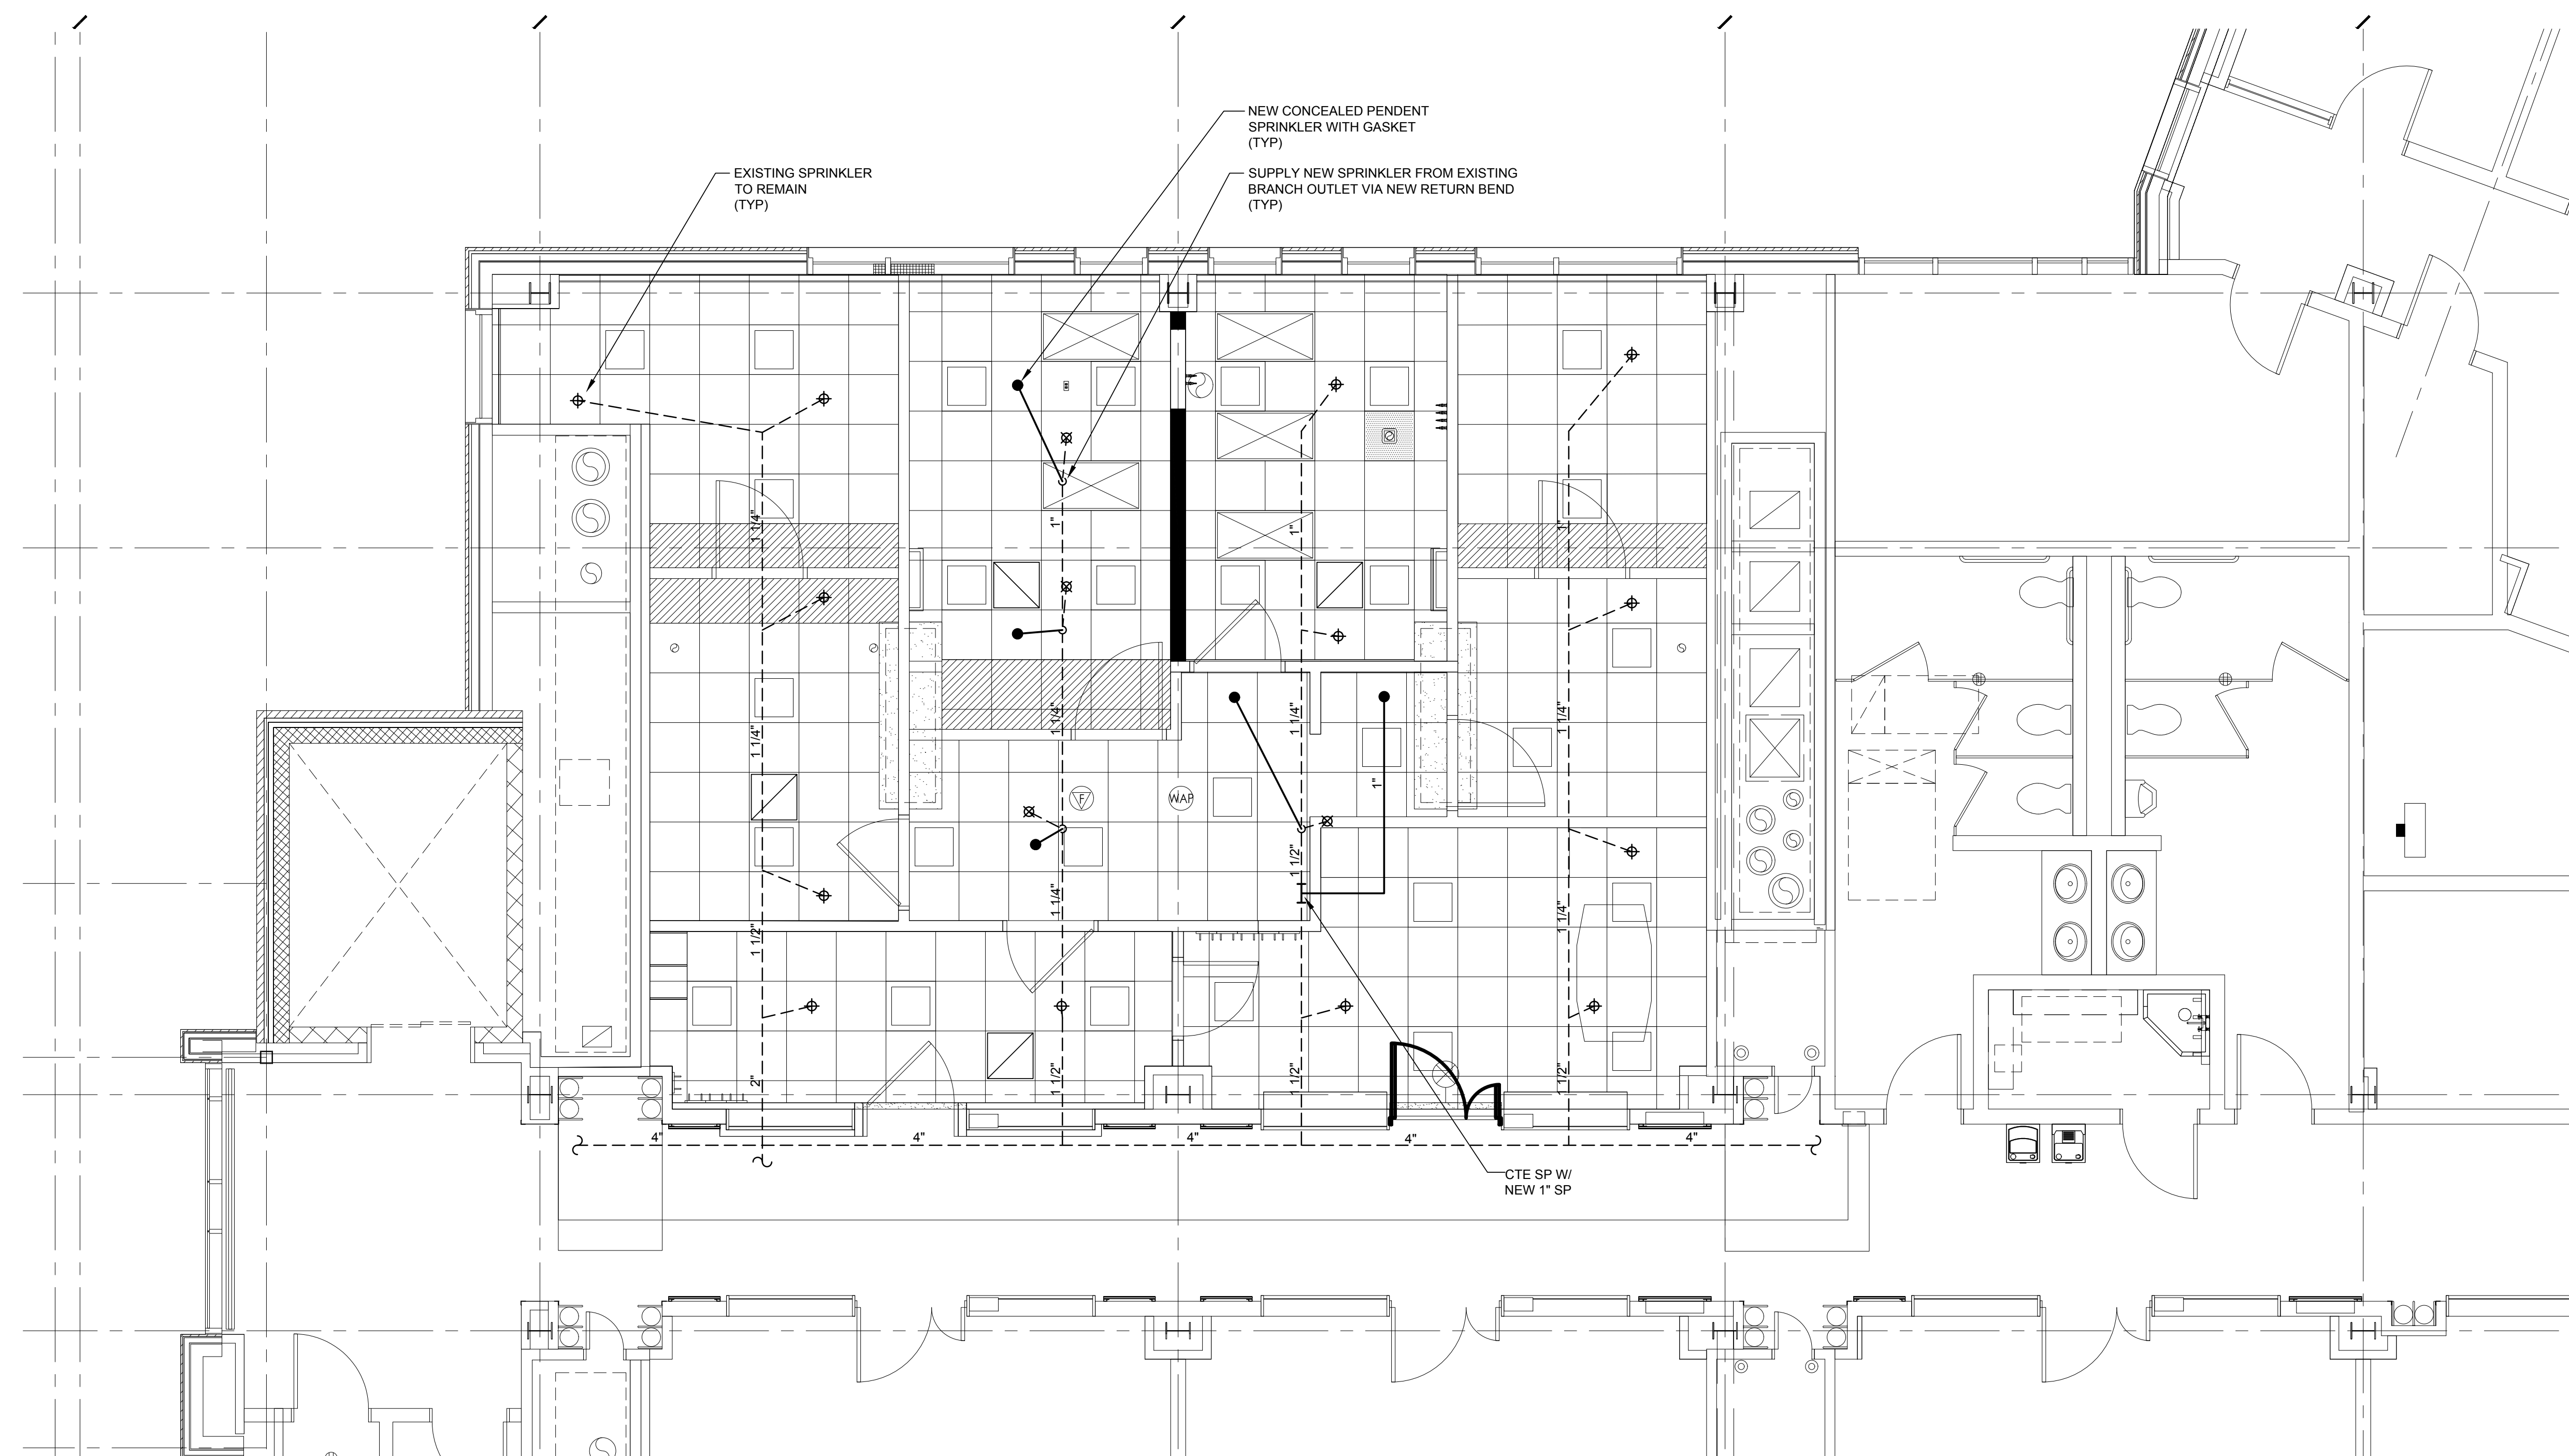 NEW CONCEALED PENDENT
SPRINKLER WITH GASKET
(TYP)
EXISTING SPRINKLER
TO REMAIN
(TYP)
SUPPLY NEW SPRINKLER FROM EXISTING
BRANCH OUTLET VIA NEW RETURN BEND
(TYP)
1 1/4"
1"
1"
1"
1 1/4"
1 1/4"
1 1/4"
1 1/4"
1"
F
WAP
1 1/2"
1 1/4"
1 1/2"
1 1/4"
2"
1 1/2"
1 1/2"
1 1/2"
4"
4"
4"
4"
4"
CTE SP W/
NEW 1" SP